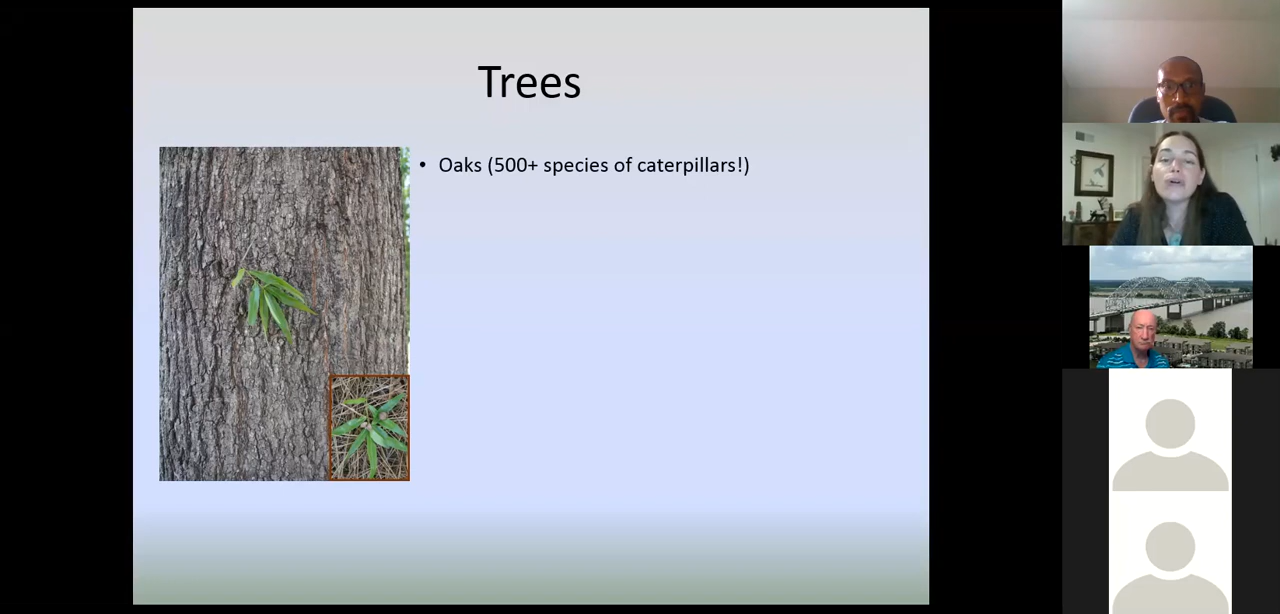 Trees
• Oaks (500+ species of caterpillars!)